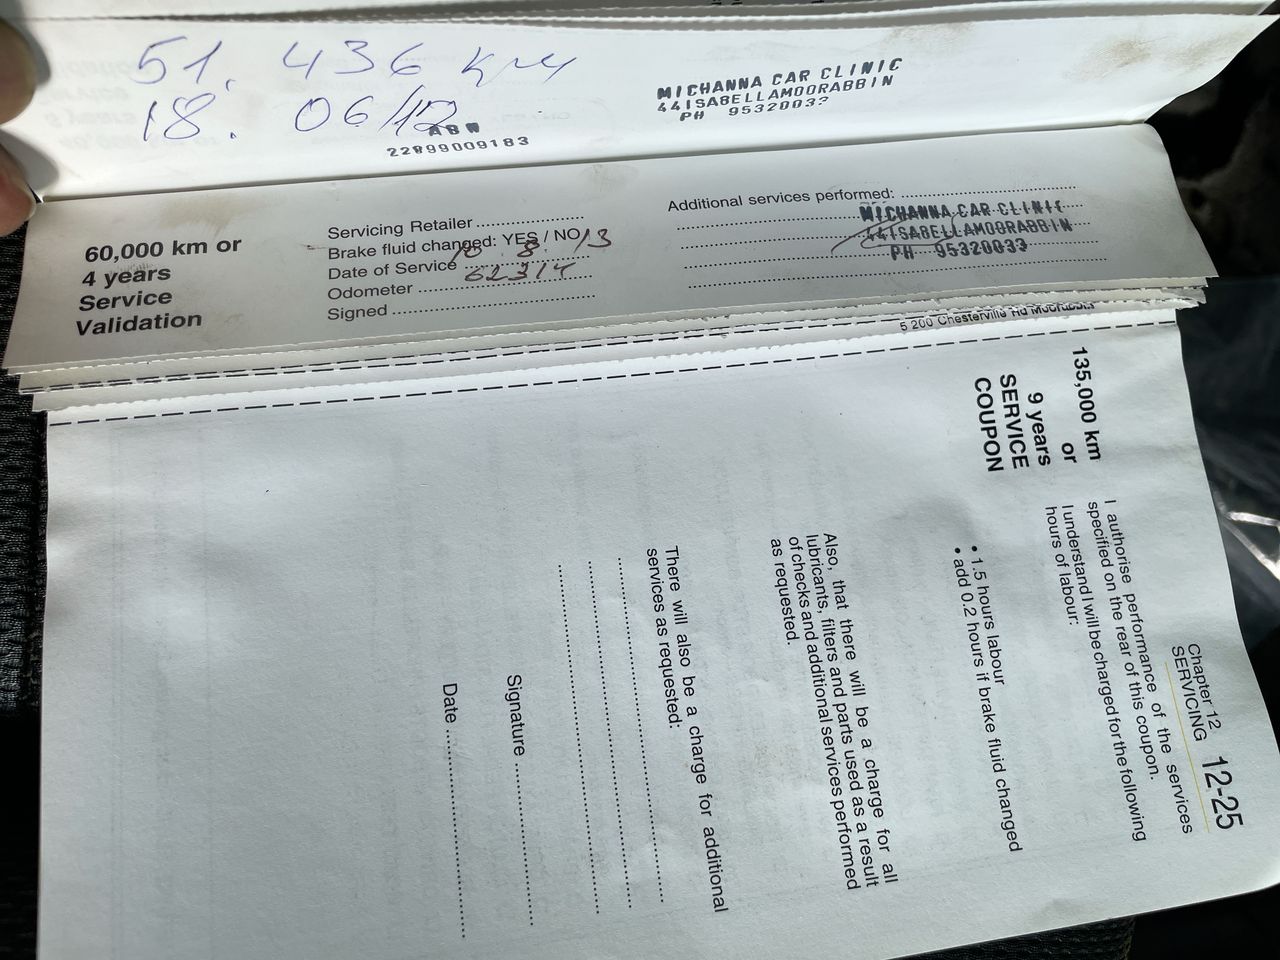 51. 436 km
18. 06/12
ABN
22899009183
MICHANNA CAR CLINIC
44ISABELLAMOORABBIN
PH 95320033
60,000 km or
4 years
Service
Validation
Servicing Retailer
Brake fluid changed: YES / NO
Date of Service 10 8 /13
Odometer 62314
Signed
Additional services performed:
MICHANNA CAR CLINIC
44ISABELLAMOORABBIN
PH 95320033
5 200 Chesterville Rd
135,000 km
or
9 years
SERVICE
COUPON
Chapter 12
SERVICING
12-25
I authorise performance of the services
specified on the rear of this coupon.
I understand I will be charged for the following
hours of labour:
• 1.5 hours labour
• add 0.2 hours if brake fluid changed
Also, that there will be a charge for all
lubricants, filters and parts used as a result
of checks and additional services performed
as requested.
There will also be a charge for additional
services as requested:
Signature
Date